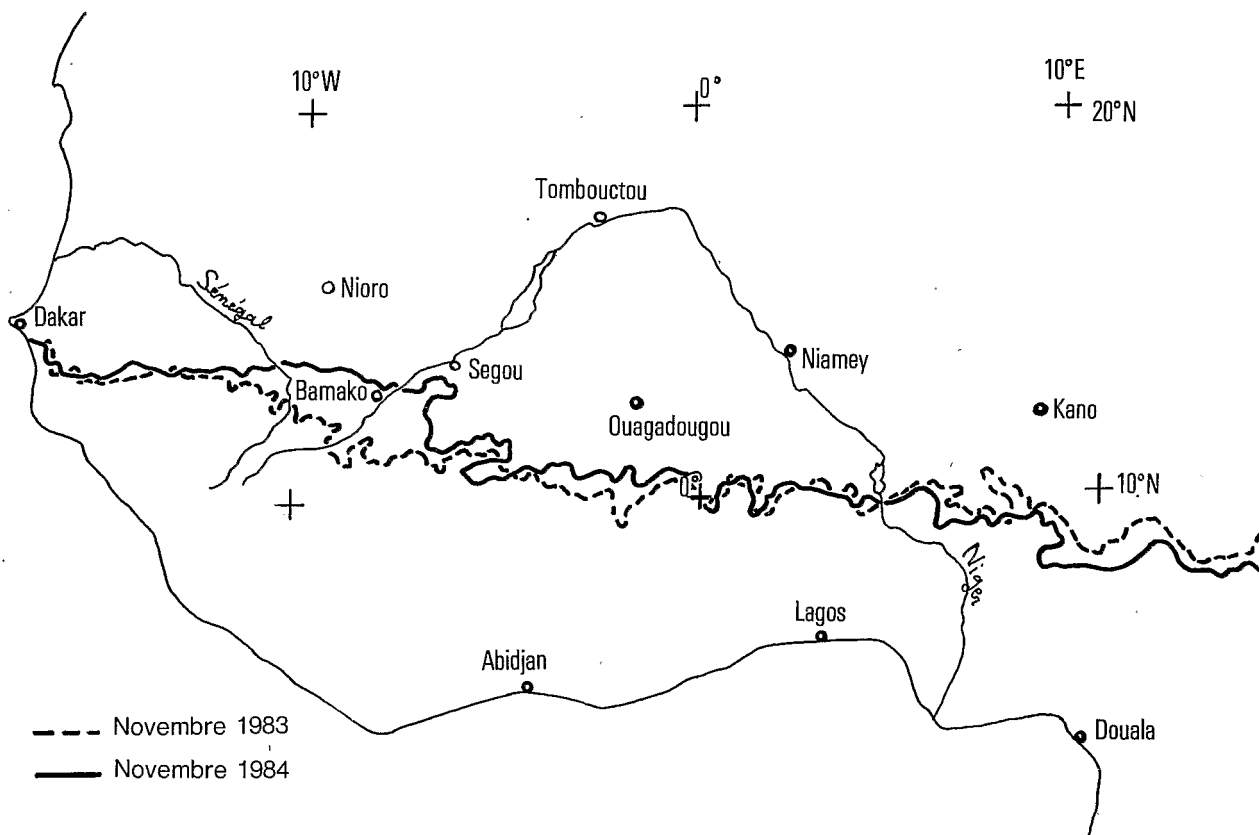 10°W
0°
10°E
20°N
Tombouctou
Sénégal
Nioro
Dakar
Segou
Niamey
Bamako
Kano
Ouagadougou
0°
10°N
Niger
Lagos
Abidjan
Novembre 1983
Douala
Novembre 1984